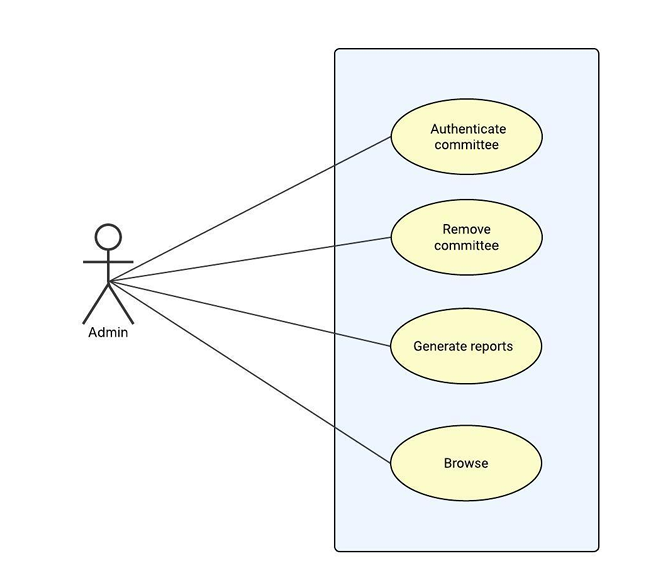 Authenticate
committee
Remove
committee
Admin
Generate reports
Browse